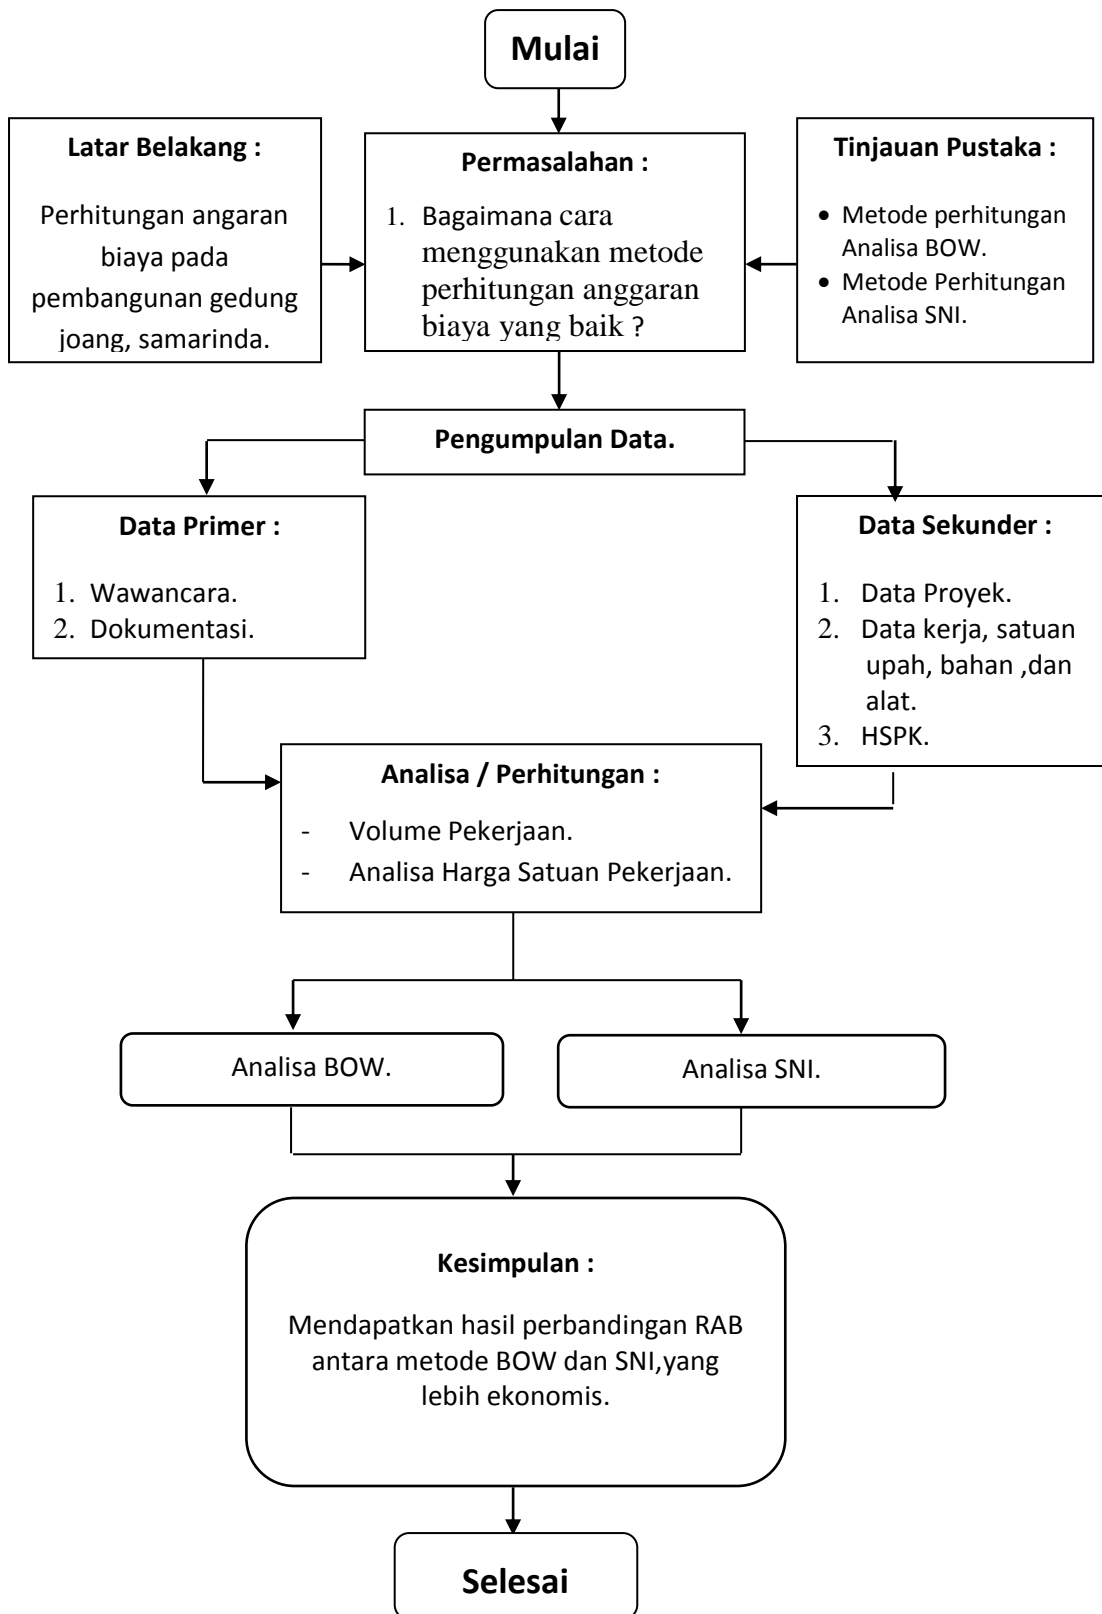 Mulai
Latar Belakang :
Perhitungan angaran
biaya pada
pembangunan gedung
joang, samarinda.
Permasalahan :
1. Bagaimana cara
menggunakan metode
perhitungan anggaran
biaya yang baik ?
Tinjauan Pustaka :
• Metode perhitungan
Analisa BOW.
• Metode Perhitungan
Analisa SNI.
Pengumpulan Data.
Data Primer :
1. Wawancara.
2. Dokumentasi.
Data Sekunder :
1. Data Proyek.
2. Data kerja, satuan
upah, bahan ,dan
alat.
3. HSPK.
Analisa / Perhitungan :
- Volume Pekerjaan.
- Analisa Harga Satuan Pekerjaan.
Analisa BOW.
Analisa SNI.
Kesimpulan :
Mendapatkan hasil perbandingan RAB
antara metode BOW dan SNI,yang
lebih ekonomis.
Selesai